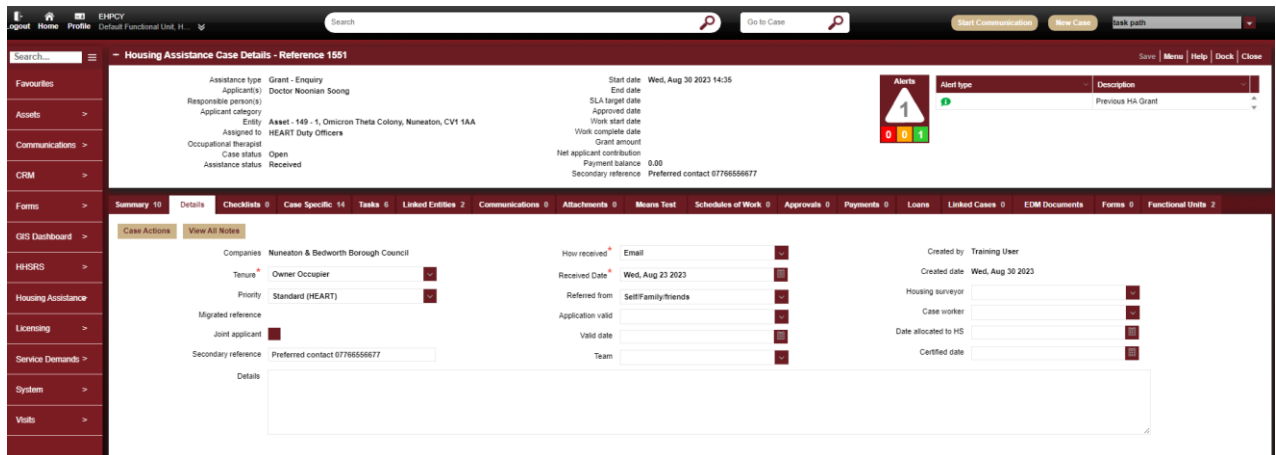 EHPCY
Logout Home Profile Default Functional Unit, H...
Search
Go to Case
Start Communication
New Case
task path
Search...
Favourites
Assets >
Communications >
CRM >
Forms >
GIS Dashboard >
HHSRS >
Housing Assistance
Licensing >
Service Demands >
System >
Visits >
− Housing Assistance Case Details - Reference 1551
Save | Menu | Help | Dock | Close
Assistance type Grant - Enquiry
Applicant(s) Doctor Noonian Soong
Responsible person(s)
Applicant category
Entity Asset - 149 - 1, Omicron Theta Colony, Nuneaton, CV1 1AA
Assigned to HEART Duty Officers
Occupational therapist
Case status Open
Assistance status Received
Start date Wed, Aug 30 2023 14:35
End date
SLA target date
Approved date
Work start date
Work complete date
Grant amount
Net applicant contribution
Payment balance 0.00
Secondary reference Preferred contact 07766556677
Alerts
1
0 0 1
Alert type Description
Previous HA Grant
Summary 10 Details Checklists 0 Case Specific 14 Tasks 6 Linked Entities 2 Communications 0 Attachments 0 Means Test Schedules of Work 0 Approvals 0 Payments 0 Loans Linked Cases 0 EDM Documents Forms 0 Functional Units 2
Case Actions View All Notes
Companies Nuneaton & Bedworth Borough Council
Tenure* Owner Occupier
Priority Standard (HEART)
Migrated reference
Joint applicant
Secondary reference Preferred contact 07766556677
How received* Email
Received Date* Wed, Aug 23 2023
Referred from Self/Family/friends
Application valid
Valid date
Team
Created by Training User
Created date Wed, Aug 30 2023
Housing surveyor
Case worker
Date allocated to HS
Certified date
Details